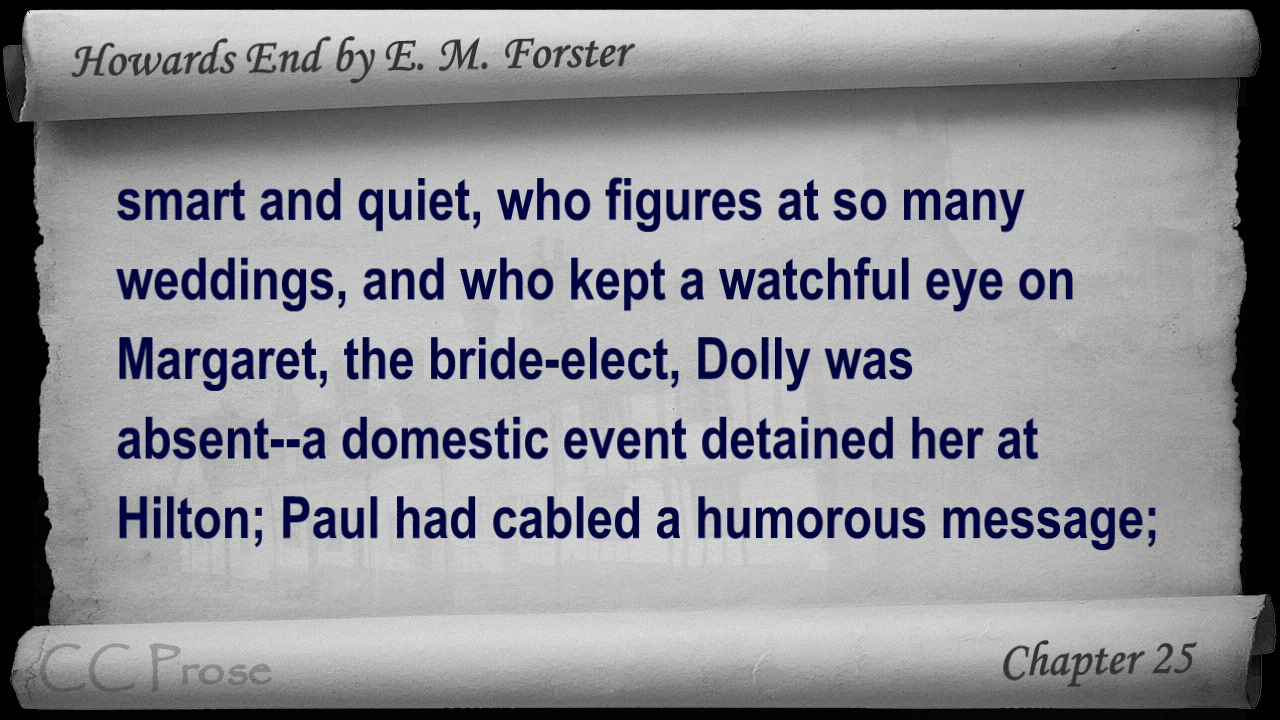 Howards End by E. M. Forster
smart and quiet, who figures at so many
weddings, and who kept a watchful eye on
Margaret, the bride-elect, Dolly was
absent--a domestic event detained her at
Hilton; Paul had cabled a humorous message;
CC Prose
Chapter 25